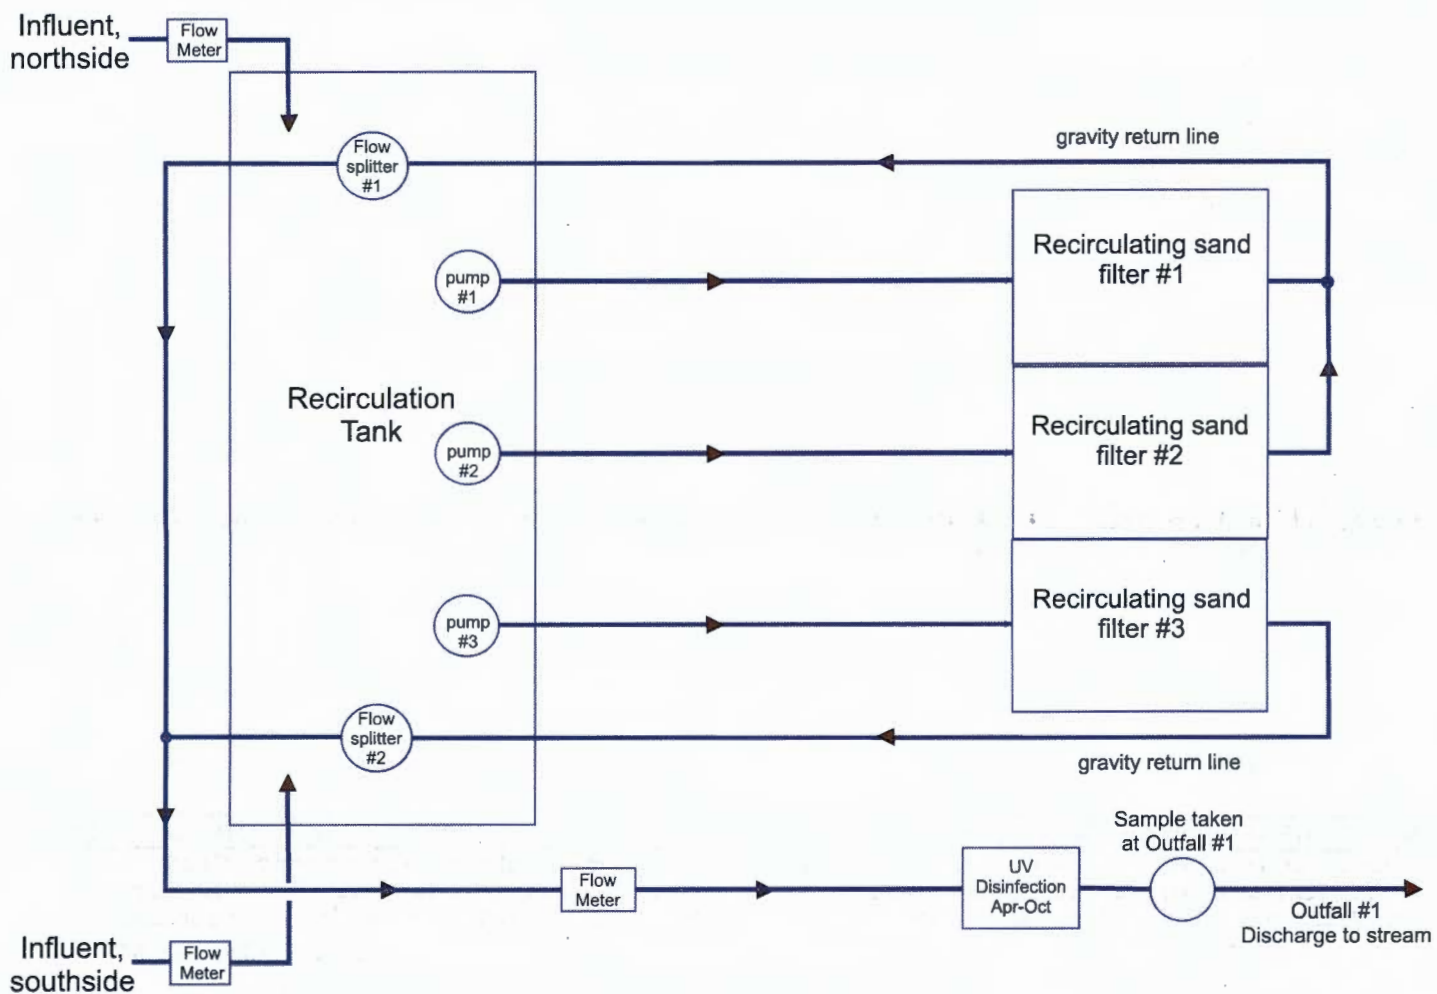 Influent,
northside
Flow
Meter
Flow
splitter
#1
gravity return line
pump
#1
Recirculating sand
filter #1
Recirculation
Tank
pump
#2
Recirculating sand
filter #2
pump
#3
Recirculating sand
filter #3
Flow
splitter
#2
gravity return line
Sample taken
at Outfall #1
Flow
Meter
UV
Disinfection
Apr-Oct
Outfall #1
Discharge to stream
Influent,
southside
Flow
Meter